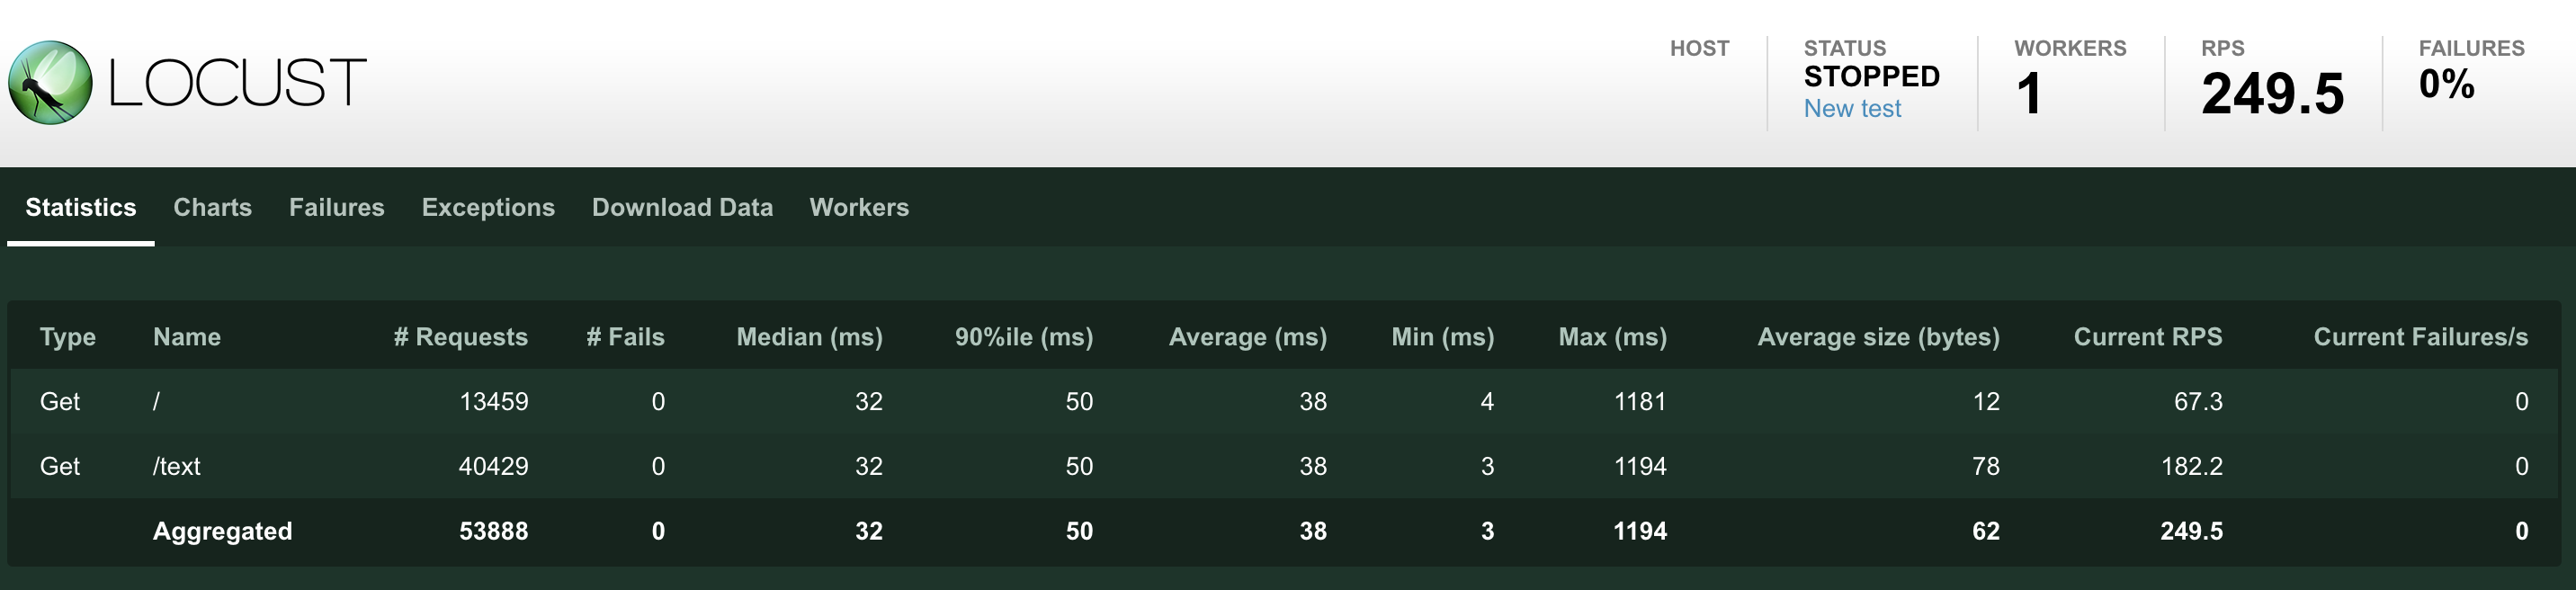 LOCUST
HOST
STATUS
STOPPED
New test
WORKERS
1
RPS
249.5
FAILURES
0%
Statistics Charts Failures Exceptions Download Data Workers
Type Name # Requests # Fails Median (ms) 90%ile (ms) Average (ms) Min (ms) Max (ms) Average size (bytes) Current RPS Current Failures/s
Get / 13459 0 32 50 38 4 1181 12 67.3 0
Get /text 40429 0 32 50 38 3 1194 78 182.2 0
Aggregated 53888 0 32 50 38 3 1194 62 249.5 0